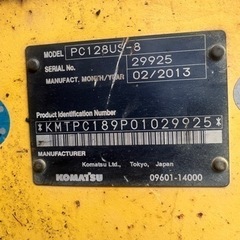 MODEL PC128US-8
SERIAL NO. 29925
MANUFACT. MONTH/YEAR 02/2013
Product Identification Number
*KMTPC189P01029925*
Komatsu Ltd. Tokyo, Japan
KOMATSU 09601-14000